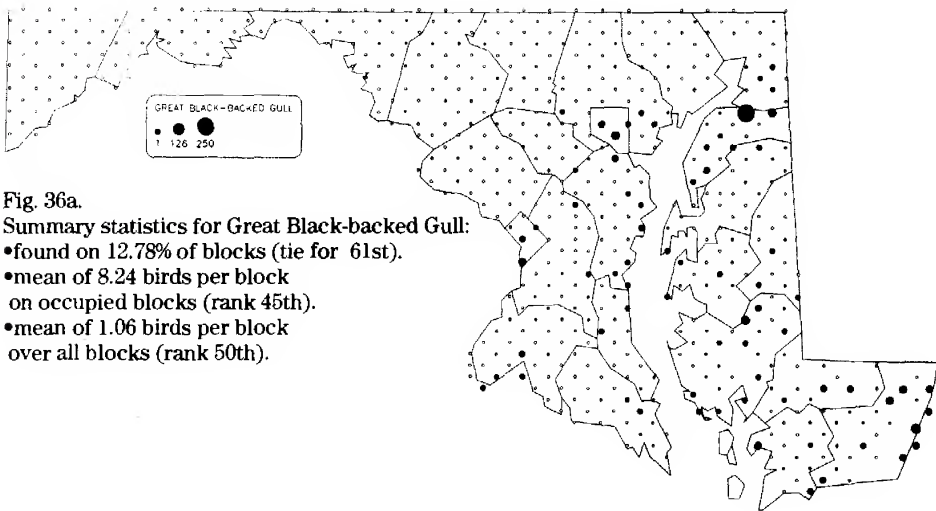 GREAT BLACK-BACKED GULL
1 126 250
Fig. 36a.
Summary statistics for Great Black-backed Gull:
•found on 12.78% of blocks (tie for 61st).
•mean of 8.24 birds per block
on occupied blocks (rank 45th).
•mean of 1.06 birds per block
over all blocks (rank 50th).